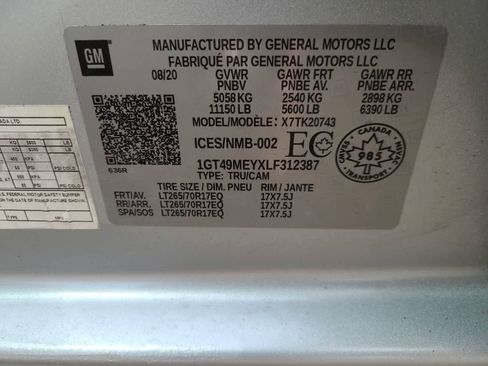 GM
MANUFACTURED BY GENERAL MOTORS LLC
FABRIQUÉ PAR GENERAL MOTORS LLC
08/20 GVWR GAWR FRT GAWR RR
PNBV PNBE AV. PNBE ARR.
5058 KG 2540 KG 2898 KG
11150 LB 5600 LB 6390 LB
MODEL/MODÈLE: X7TK20743
ICES/NMB-002 EC
1GT49MEYXLF312387
TYPE: TRU/CAM
636R
CANADA
985
TIRE SIZE / DIM. PNEU RIM / JANTE
FRT/AV. LT265/70R17EQ 17X7.5J
RR/ARR. LT265/70R17EQ 17X7.5J
SPA/SOS LT265/70R17EQ 17X7.5J